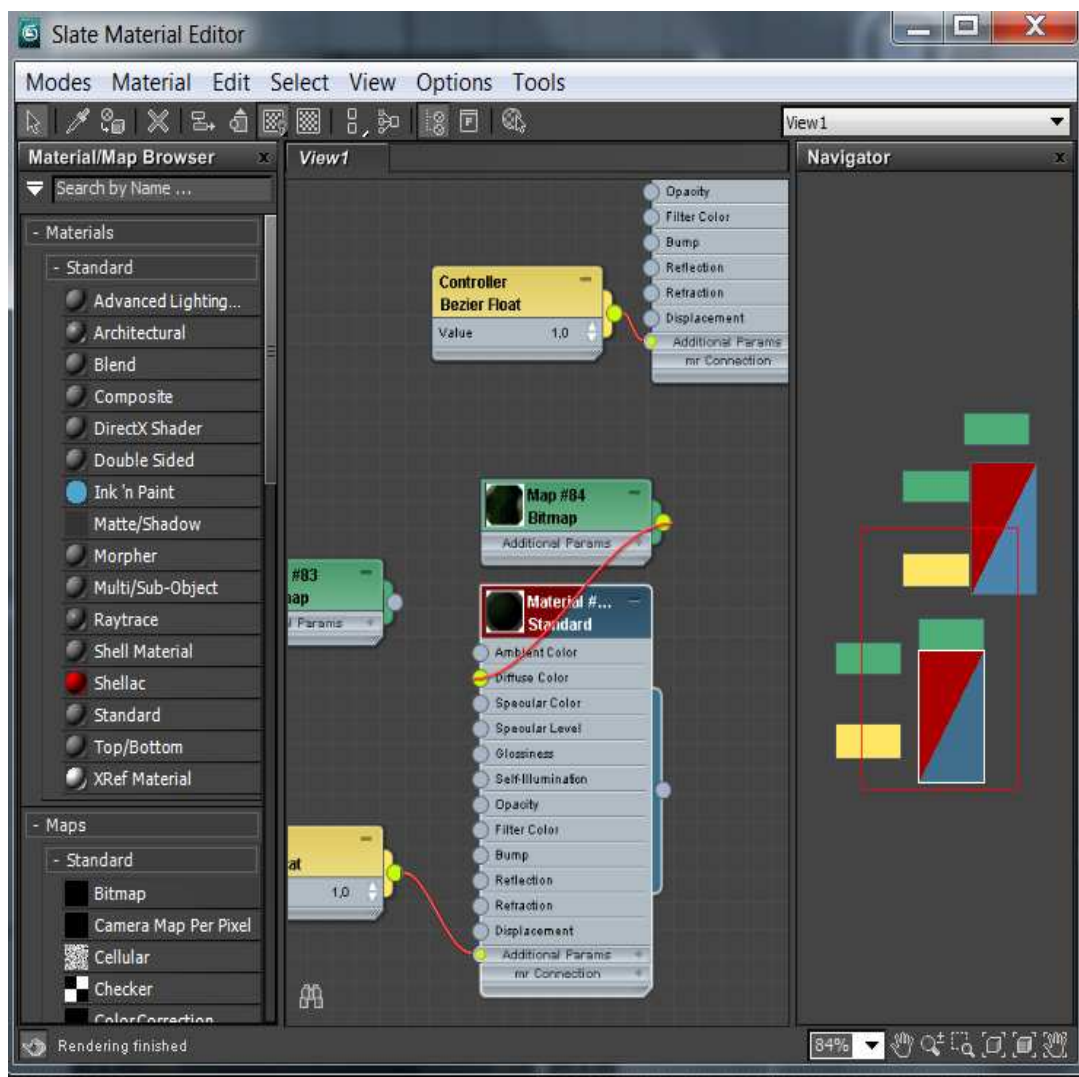 Slate Material Editor
Modes Material Edit Select View Options Tools
View1
Material/Map Browser x
View1
Navigator x
Search by Name ...
- Materials
- Standard
Advanced Lighting...
Architectural
Blend
Composite
DirectX Shader
Double Sided
Ink 'n Paint
Matte/Shadow
Morpher
Multi/Sub-Object
Raytrace
Shell Material
Shellac
Standard
Top/Bottom
XRef Material
- Maps
- Standard
Bitmap
Camera Map Per Pixel
Cellular
Checker
Color Correction
Opacity
Filter Color
Bump
Reflection
Refraction
Displacement
Additional Params
mr Connection
Controller
Bezier Float
Value 1,0
Map #84
Bitmap
Additional Params +
#83
map
l Params +
Material #...
Standard
Ambient Color
Diffuse Color
Specular Color
Specular Level
Glossiness
Self-Illumination
Opacity
Filter Color
Bump
Reflection
Refraction
Displacement
Additional Params +
mr Connection +
at
1,0
Rendering finished
84%